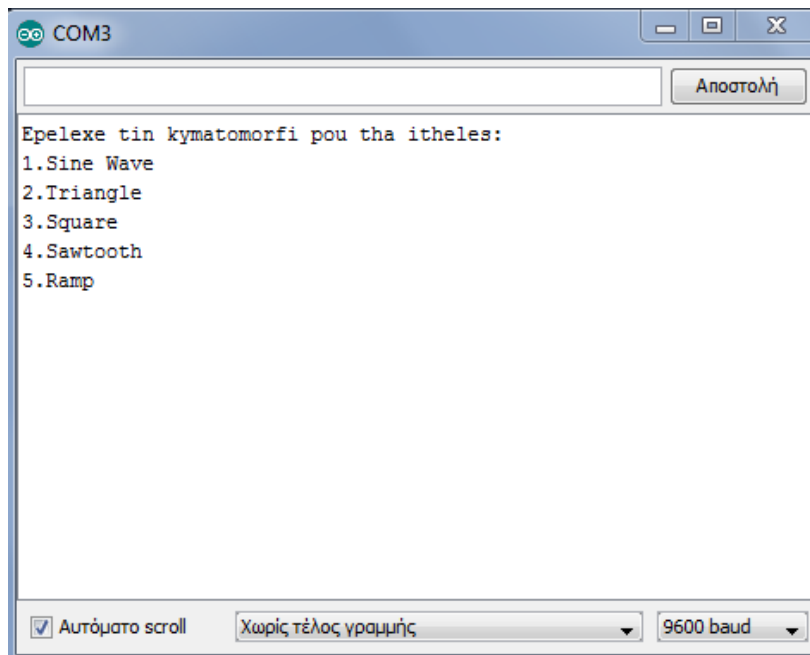 COM3
Αποστολή
Epelexe tin kymatomorfi pou tha itheles:
1.Sine Wave
2.Triangle
3.Square
4.Sawtooth
5.Ramp
Αυτόματο scroll Χωρίς τέλος γραμμής 9600 baud